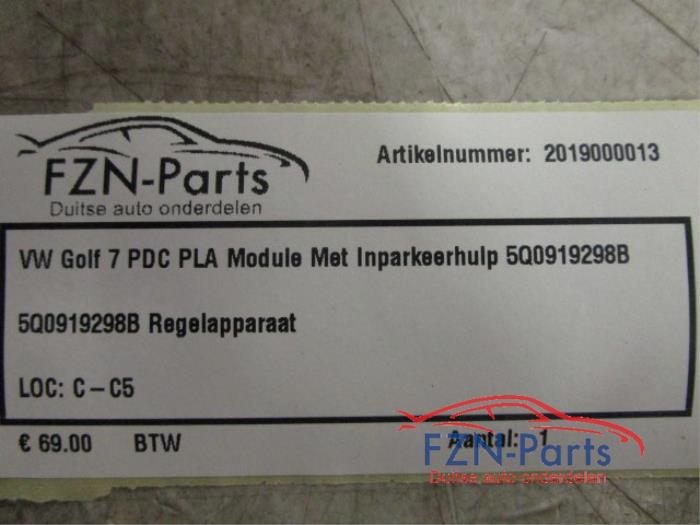 FZN-Parts
Duitse auto onderdelen
Artikelnummer: 2019000013
VW Golf 7 PDC PLA Module Met Inparkeerhulp 5Q0919298B
5Q0919298B Regelapparaat
LOC: C-C5
€ 69.00 BTW Aantal: 1
FZN-Parts
Duitse auto onderdelen